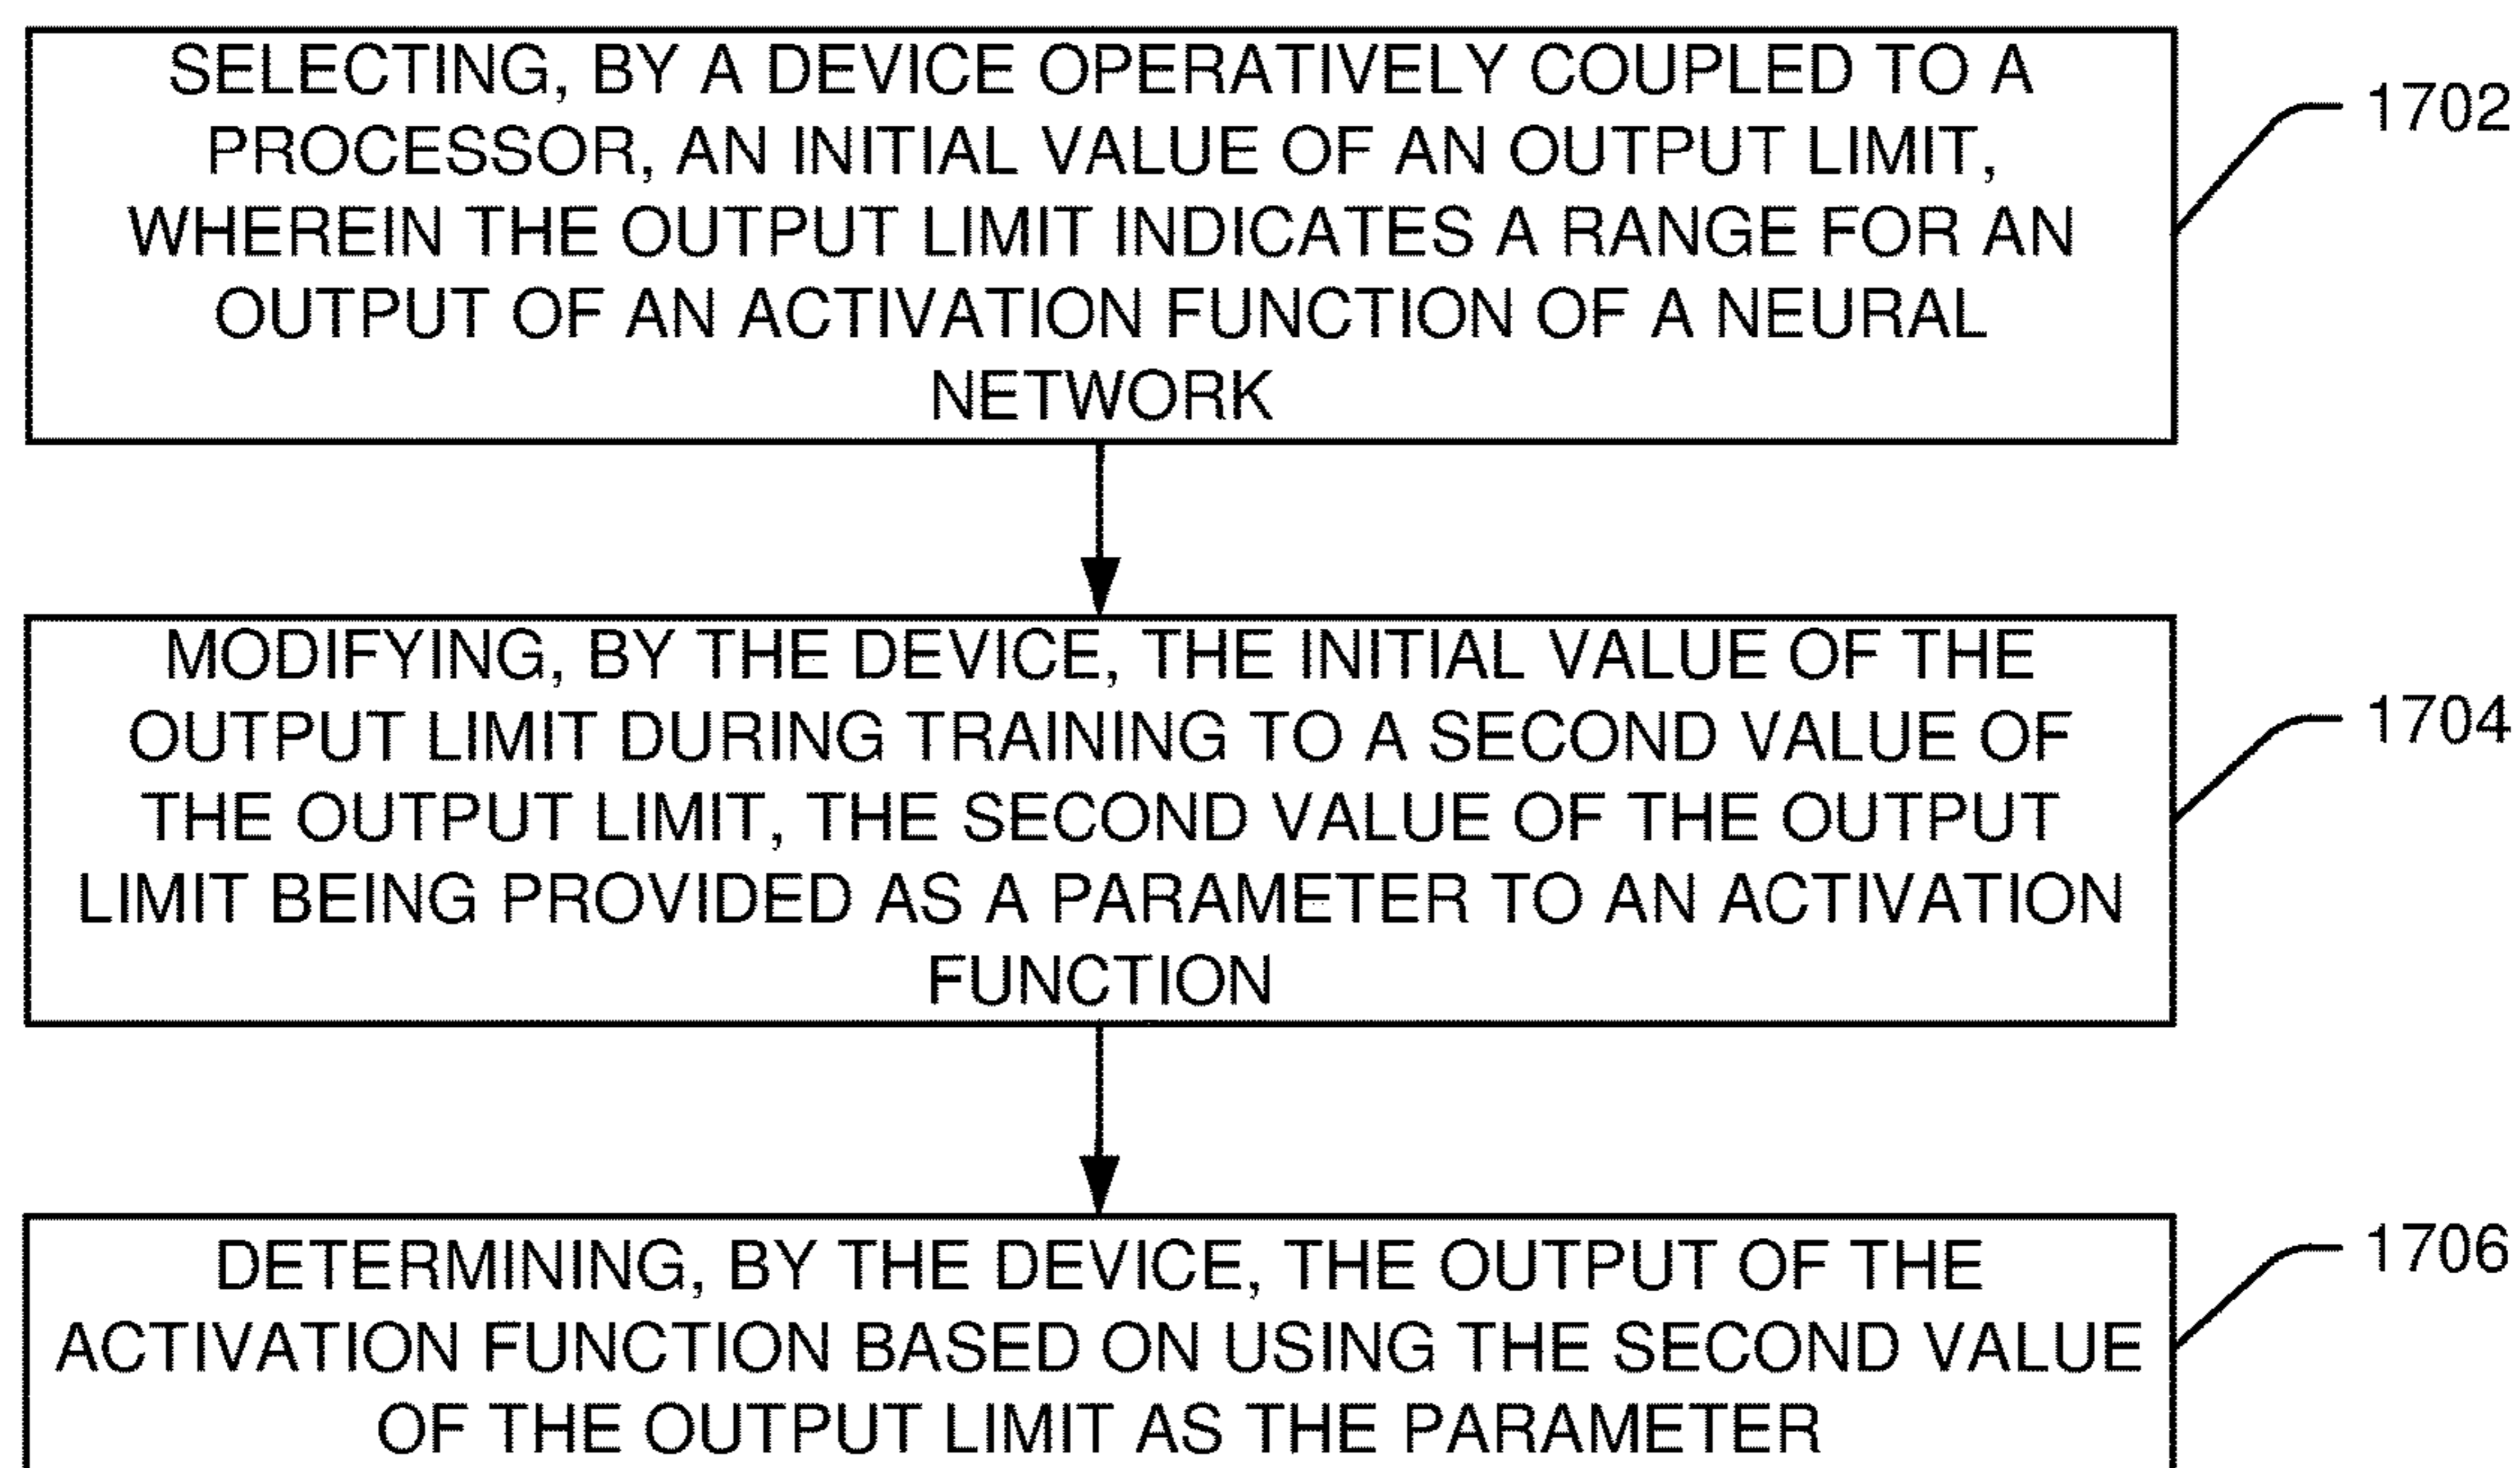 SELECTING, BY A DEVICE OPERATIVELY COUPLED TO A
PROCESSOR, AN INITIAL VALUE OF AN OUTPUT LIMIT,
WHEREIN THE OUTPUT LIMIT INDICATES A RANGE FOR AN
OUTPUT OF AN ACTIVATION FUNCTION OF A NEURAL
NETWORK
1702
MODIFYING, BY THE DEVICE, THE INITIAL VALUE OF THE
OUTPUT LIMIT DURING TRAINING TO A SECOND VALUE OF
THE OUTPUT LIMIT, THE SECOND VALUE OF THE OUTPUT
LIMIT BEING PROVIDED AS A PARAMETER TO AN ACTIVATION
FUNCTION
1704
DETERMINING, BY THE DEVICE, THE OUTPUT OF THE
ACTIVATION FUNCTION BASED ON USING THE SECOND VALUE
OF THE OUTPUT LIMIT AS THE PARAMETER
1706